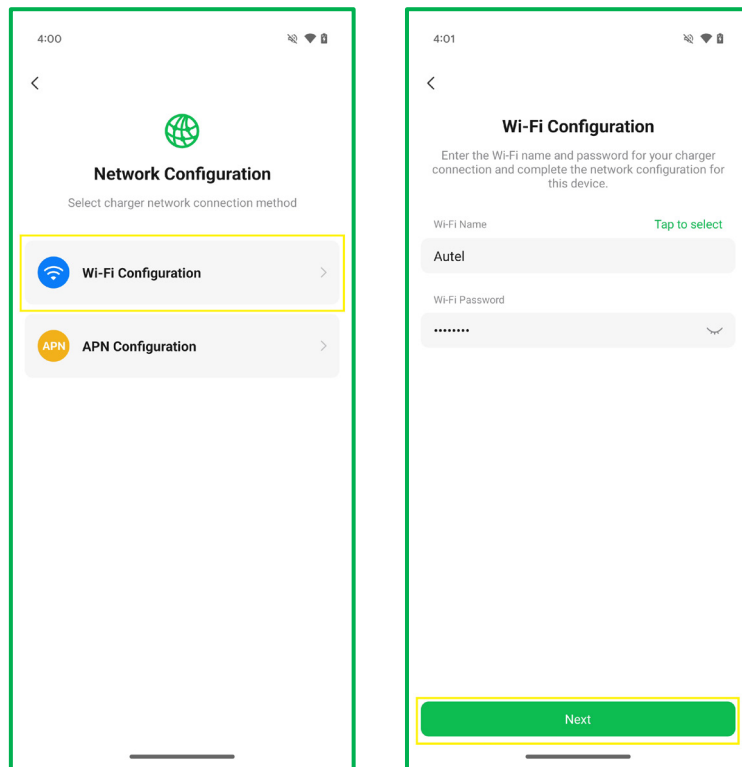 4:00
Network Configuration
Select charger network connection method
Wi-Fi Configuration
APN
APN Configuration
4:01
Wi-Fi Configuration
Enter the Wi-Fi name and password for your charger
connection and complete the network configuration for
this device.
Wi-Fi Name
Tap to select
Autel
Wi-Fi Password
••••••••
Next